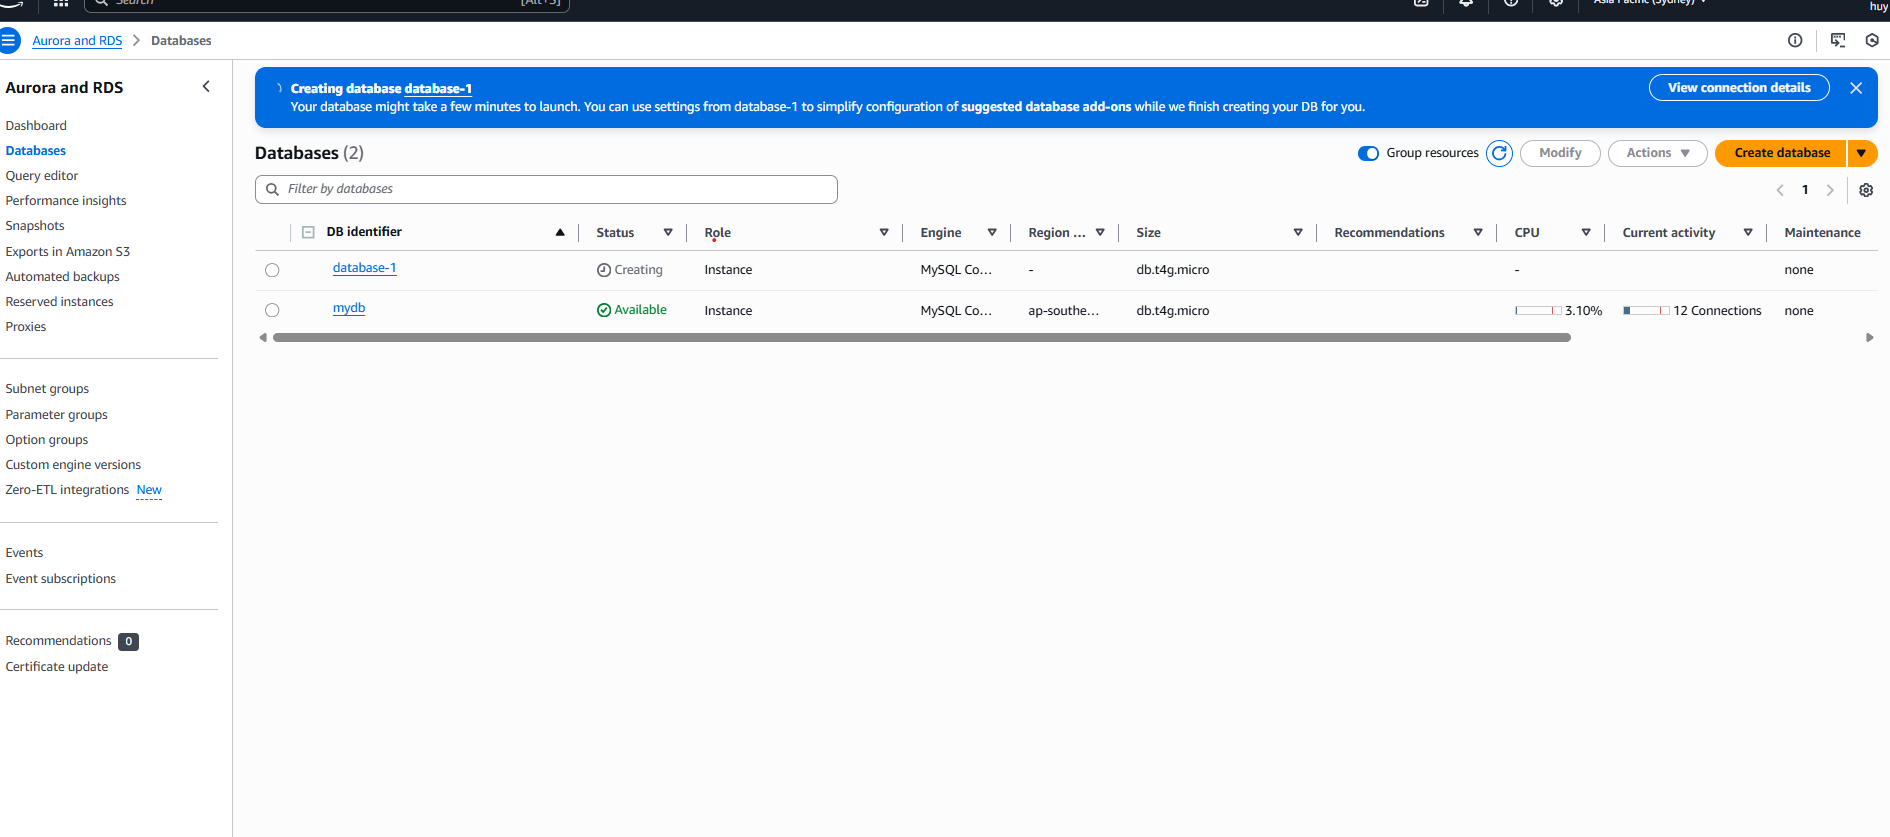 Search
[Alt+S]
Asia Pacific (Sydney)
huy
Aurora and RDS > Databases
Aurora and RDS
Dashboard
Databases
Query editor
Performance insights
Snapshots
Exports in Amazon S3
Automated backups
Reserved instances
Proxies
Subnet groups
Parameter groups
Option groups
Custom engine versions
Zero-ETL integrations New
Events
Event subscriptions
Recommendations 0
Certificate update
Creating database database-1
Your database might take a few minutes to launch. You can use settings from database-1 to simplify configuration of suggested database add-ons while we finish creating your DB for you.
View connection details
Databases (2)
Group resources
Modify
Actions
Create database
Filter by databases
1
DB identifier Status Role Engine Region ... Size Recommendations CPU Current activity Maintenance
database-1 Creating Instance MySQL Co... - db.t4g.micro - none
mydb Available Instance MySQL Co... ap-southe... db.t4g.micro 3.10% 12 Connections none